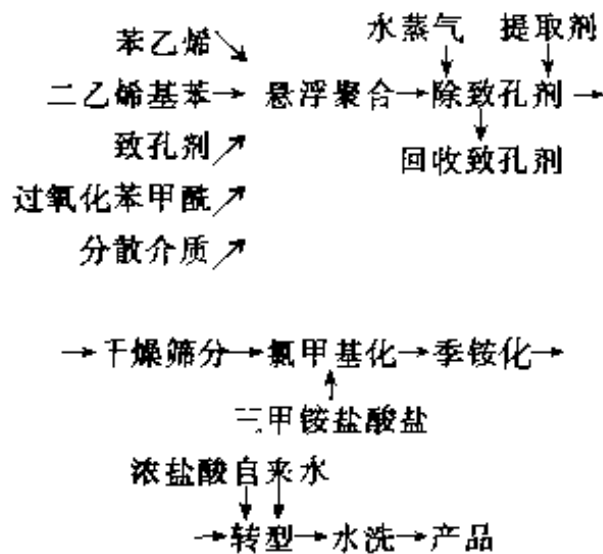 苯乙烯
水蒸气 提取剂
二乙烯基苯 悬浮聚合 除致孔剂
致孔剂
回收致孔剂
过氧化苯甲酰
分散介质
干燥筛分 氯甲基化 季铵化
三甲铵盐酸盐
浓盐酸自来水
转型 水洗 产品